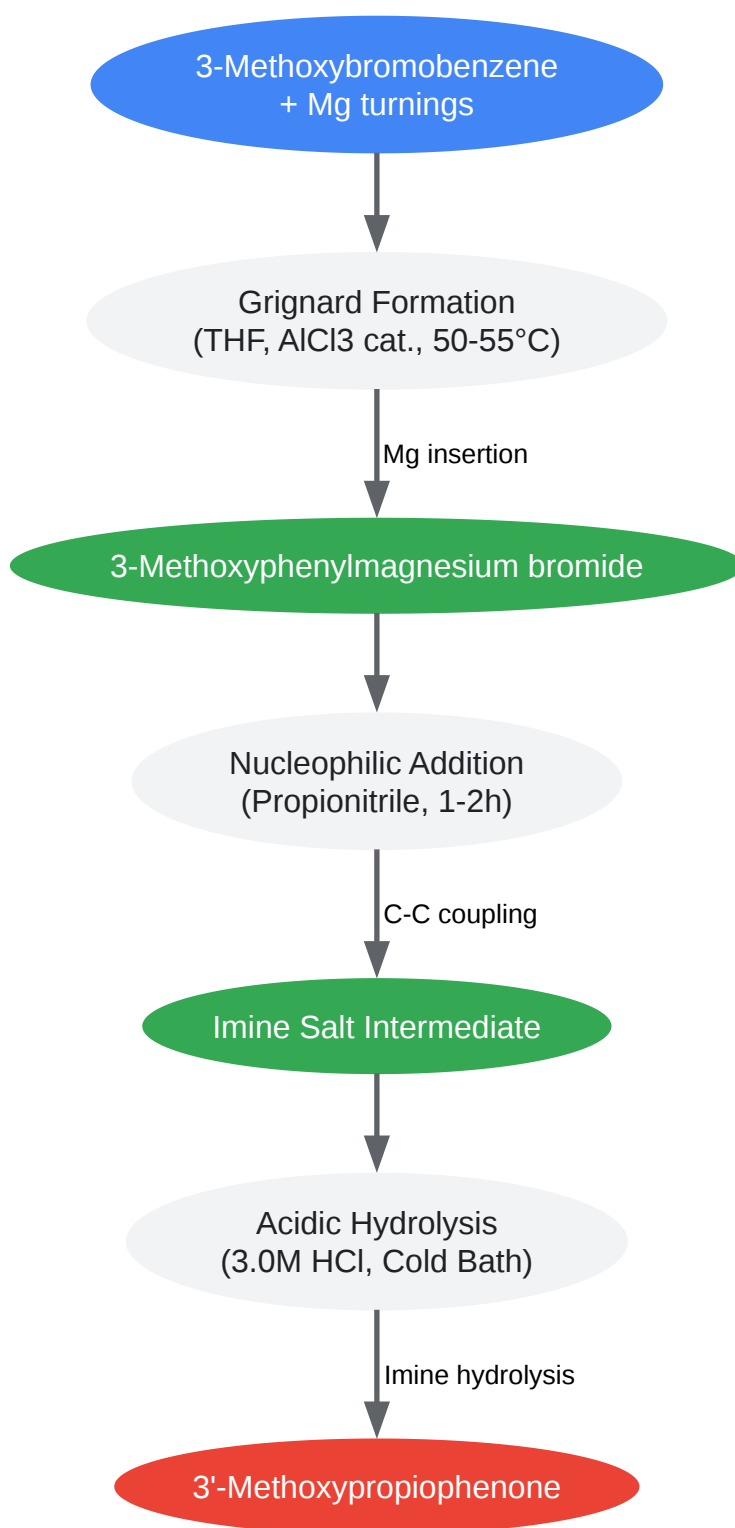 3-Methoxybromobenzene
+ Mg turnings
Grignard Formation
(THF, AlCl3 cat., 50-55°C)
Mg insertion
3-Methoxyphenylmagnesium bromide
Nucleophilic Addition
(Propionitrile, 1-2h)
C-C coupling
Imine Salt Intermediate
Acidic Hydrolysis
(3.0M HCl, Cold Bath)
Imine hydrolysis
3'-Methoxypropiophenone